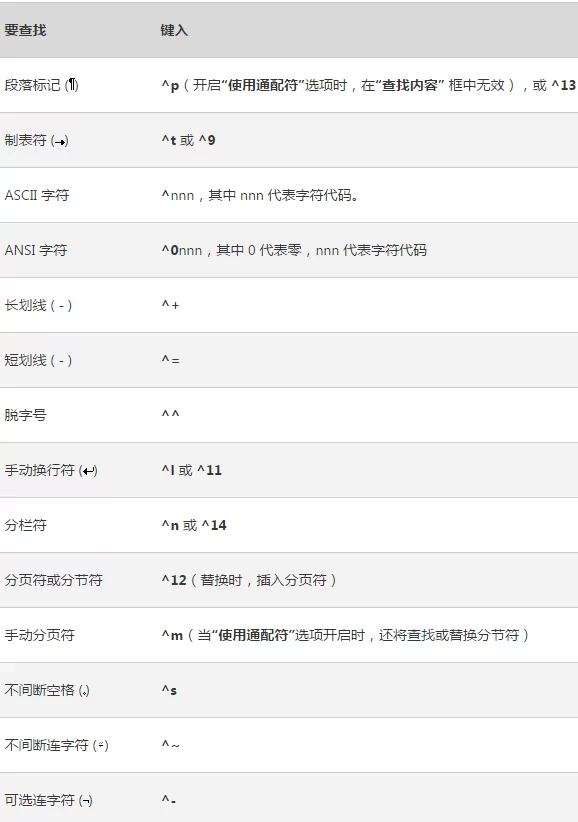 要查找 键入
段落标记 (¶) ^p（开启“使用通配符”选项时，在“查找内容” 框中无效），或 ^13
制表符 (→) ^t 或 ^9
ASCII 字符 ^nnn，其中 nnn 代表字符代码。
ANSI 字符 ^0nnn，其中 0 代表零，nnn 代表字符代码
长划线 ( - ) ^+
短划线 ( - ) ^=
脱字号 ^^
手动换行符 (↵) ^l 或 ^11
分栏符 ^n 或 ^14
分页符或分节符 ^12（替换时，插入分页符）
手动分页符 ^m（当“使用通配符”选项开启时，还将查找或替换分节符）
不间断空格 (。) ^s
不间断连字符 () ^~
可选连字符 (¬) ^-